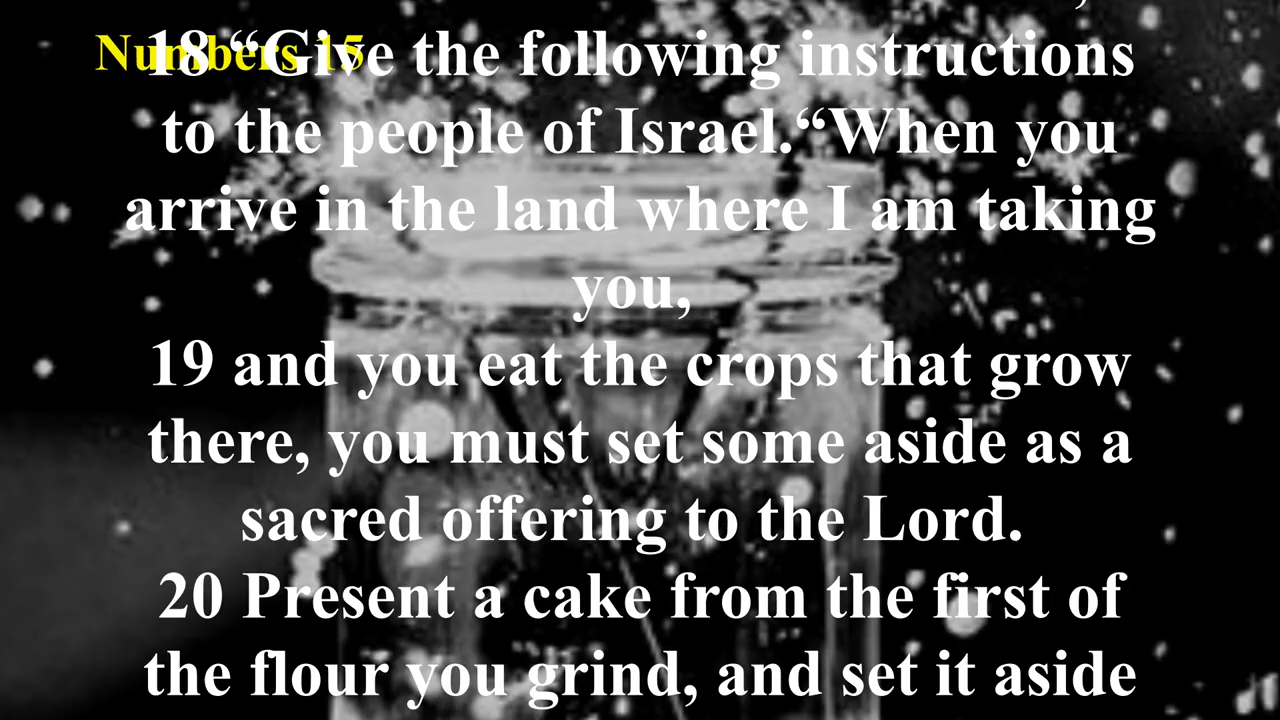 Numbers 15
18 “Give the following instructions
to the people of Israel.“When you
arrive in the land where I am taking
you,
19 and you eat the crops that grow
there, you must set some aside as a
sacred offering to the Lord.
20 Present a cake from the first of
the flour you grind, and set it aside